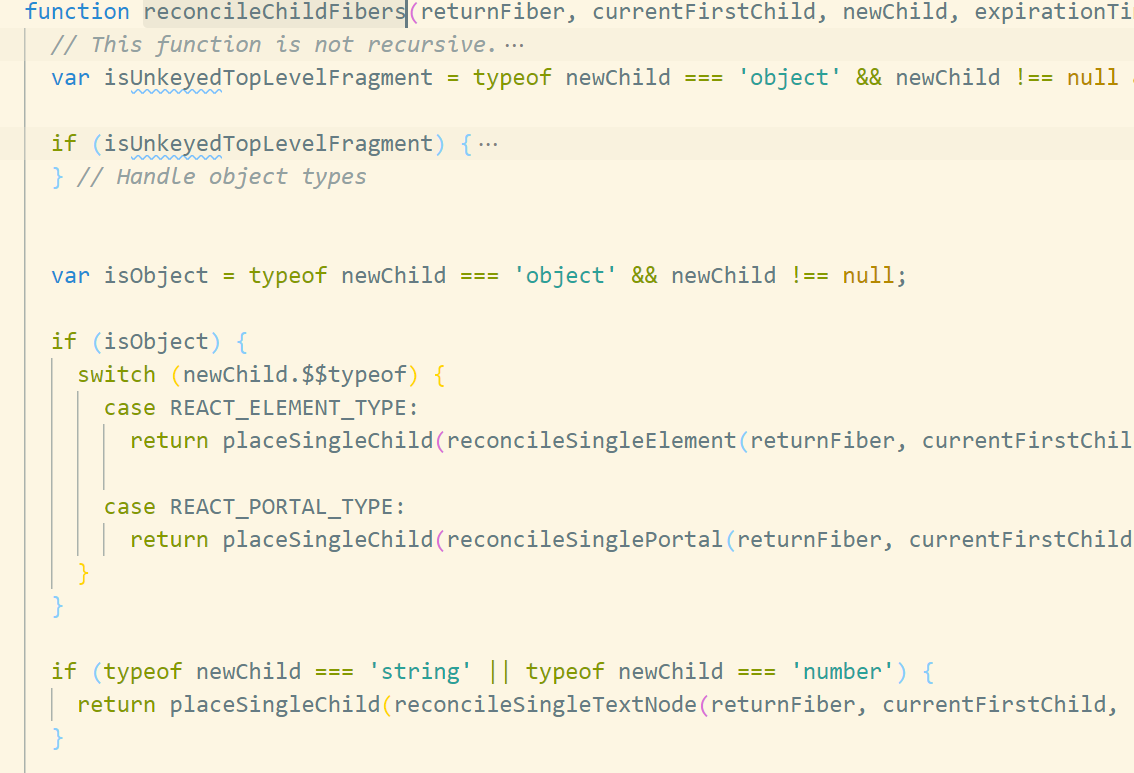 function reconcileChildFibers(returnFiber, currentFirstChild, newChild, expirationTi
// This function is not recursive.···
var isUnkeyedTopLevelFragment = typeof newChild === 'object' && newChild !== null
if (isUnkeyedTopLevelFragment) {···
} // Handle object types
var isObject = typeof newChild === 'object' && newChild !== null;
if (isObject) {
switch (newChild.$$typeof) {
case REACT_ELEMENT_TYPE:
return placeSingleChild(reconcileSingleElement(returnFiber, currentFirstChil
case REACT_PORTAL_TYPE:
return placeSingleChild(reconcileSinglePortal(returnFiber, currentFirstChild
}
}
if (typeof newChild === 'string' || typeof newChild === 'number') {
return placeSingleChild(reconcileSingleTextNode(returnFiber, currentFirstChild,
}